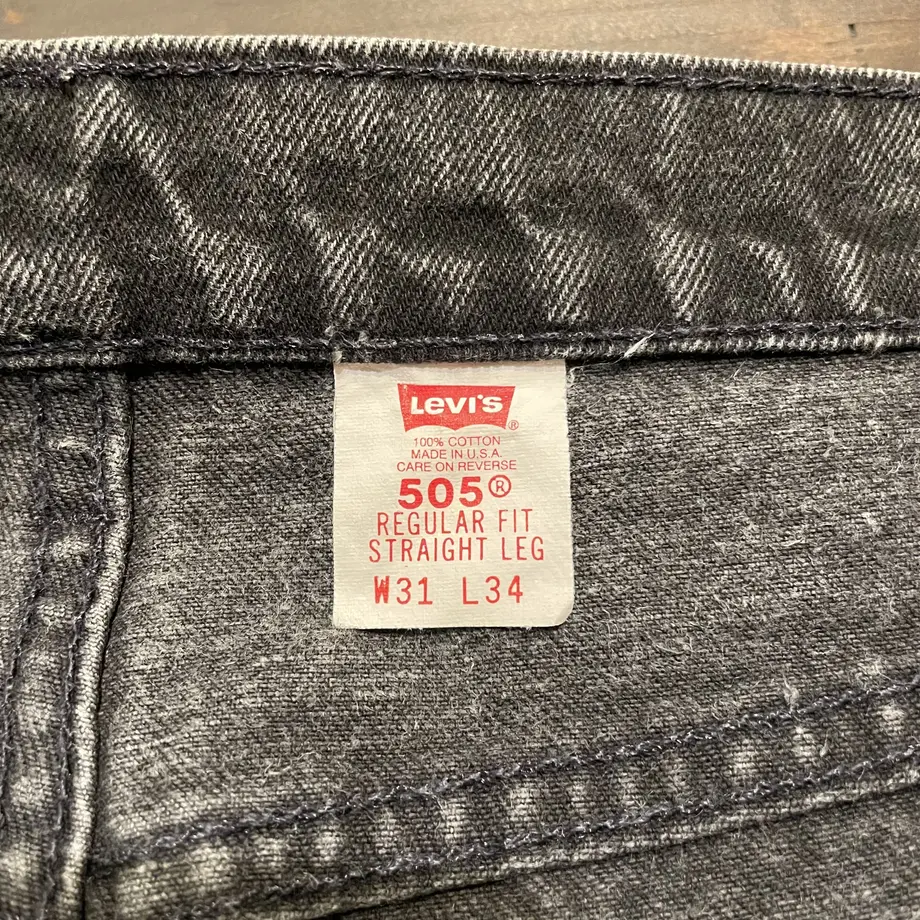 Levi's®
100% COTTON
MADE IN U.S.A.
CARE ON REVERSE
505®
REGULAR FIT
STRAIGHT LEG
W31 L34